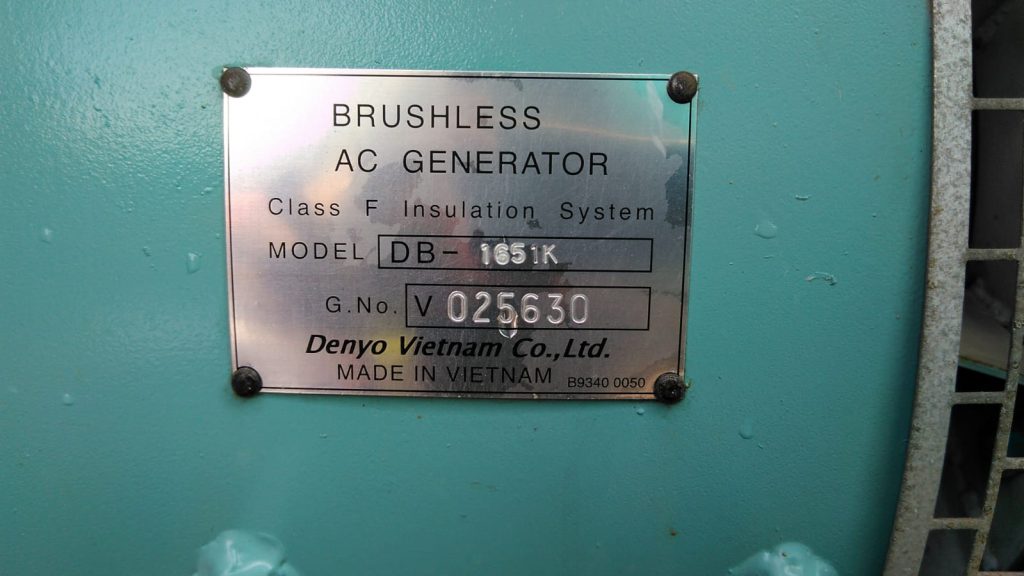 BRUSHLESS
AC GENERATOR
Class F Insulation System
MODEL DB- 1651K
G.No. V 025630
Denyo Vietnam Co.,Ltd.
MADE IN VIETNAM B9340 0050